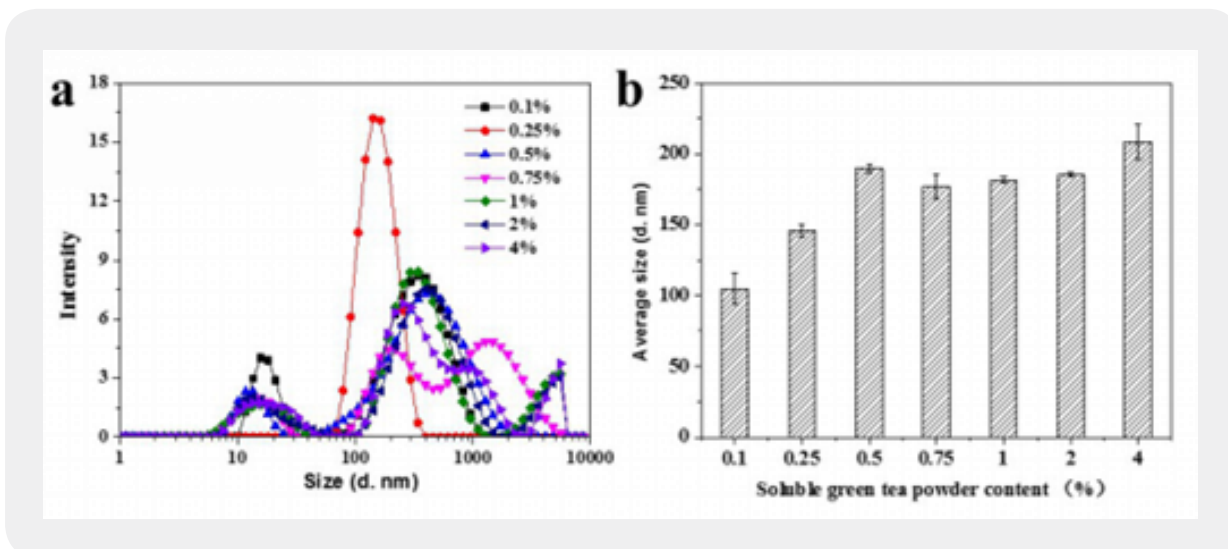 a
18
15
12
9
6
3
0
Intensity
0.1%
0.25%
0.5%
0.75%
1%
2%
4%
1 10 100 1000 10000
Size (d. nm)
b
250
200
150
100
50
0
Average size (d. nm)
0.1 0.25 0.5 0.75 1 2 4
Soluble green tea powder content （%）